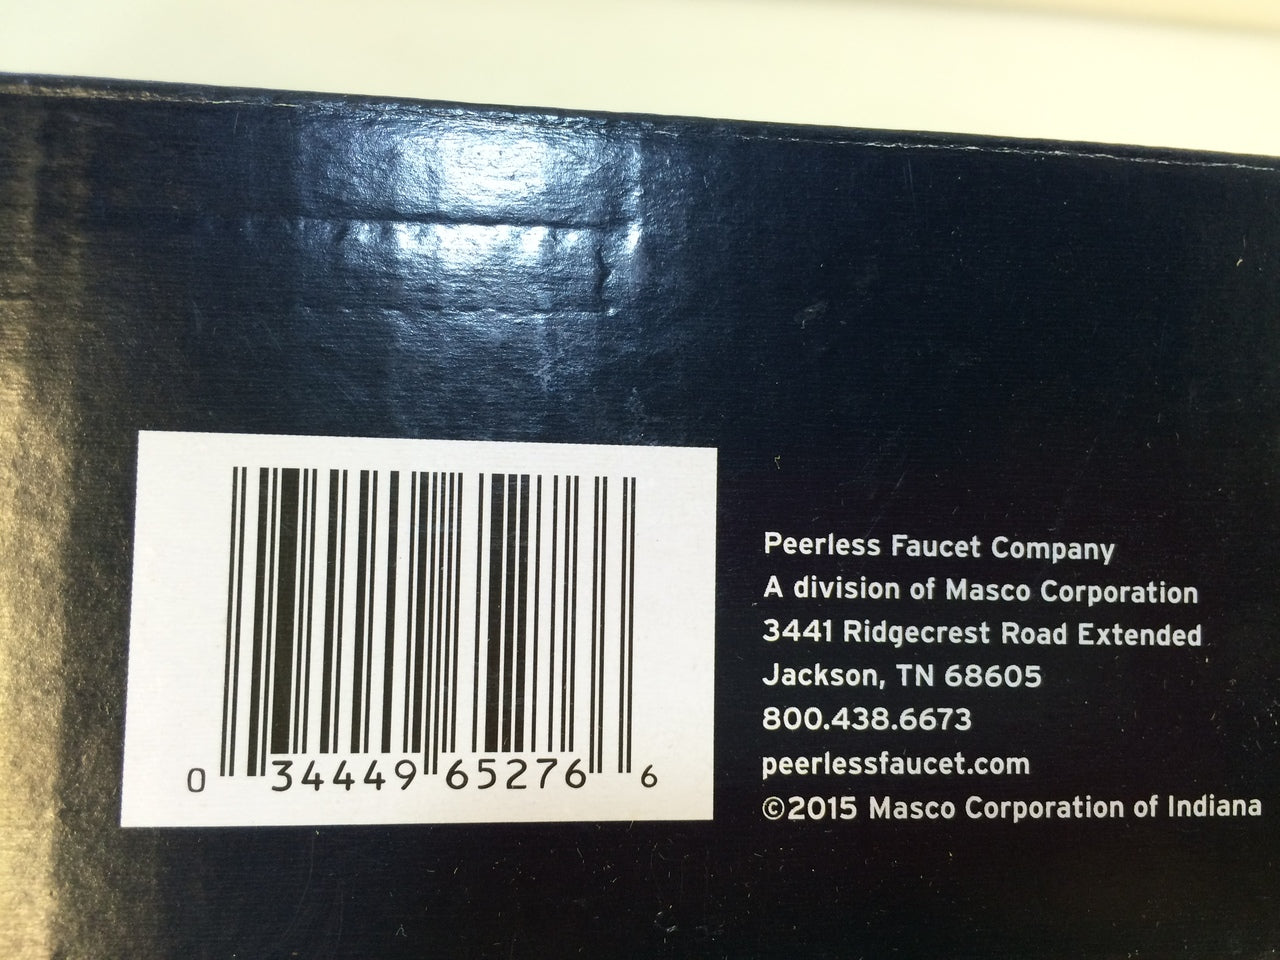 0 34449 65276 6
Peerless Faucet Company
A division of Masco Corporation
3441 Ridgecrest Road Extended
Jackson, TN 68605
800.438.6673
peerlessfaucet.com
©2015 Masco Corporation of Indiana